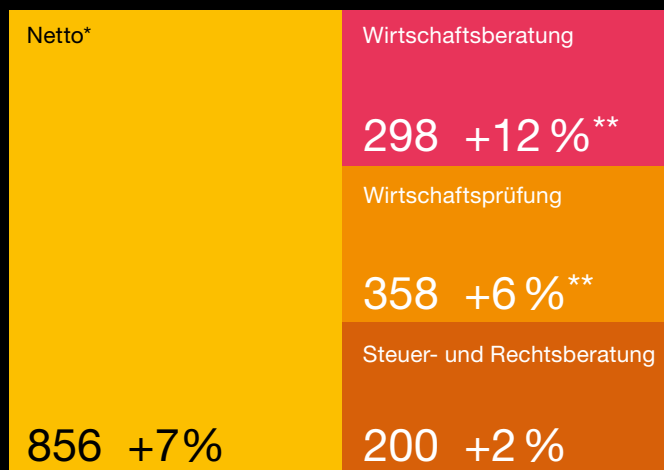 Netto*
856 +7 %
Wirtschaftsberatung
298 +12 %**
Wirtschaftsprüfung
358 +6 %**
Steuer- und Rechtsberatung
200 +2 %